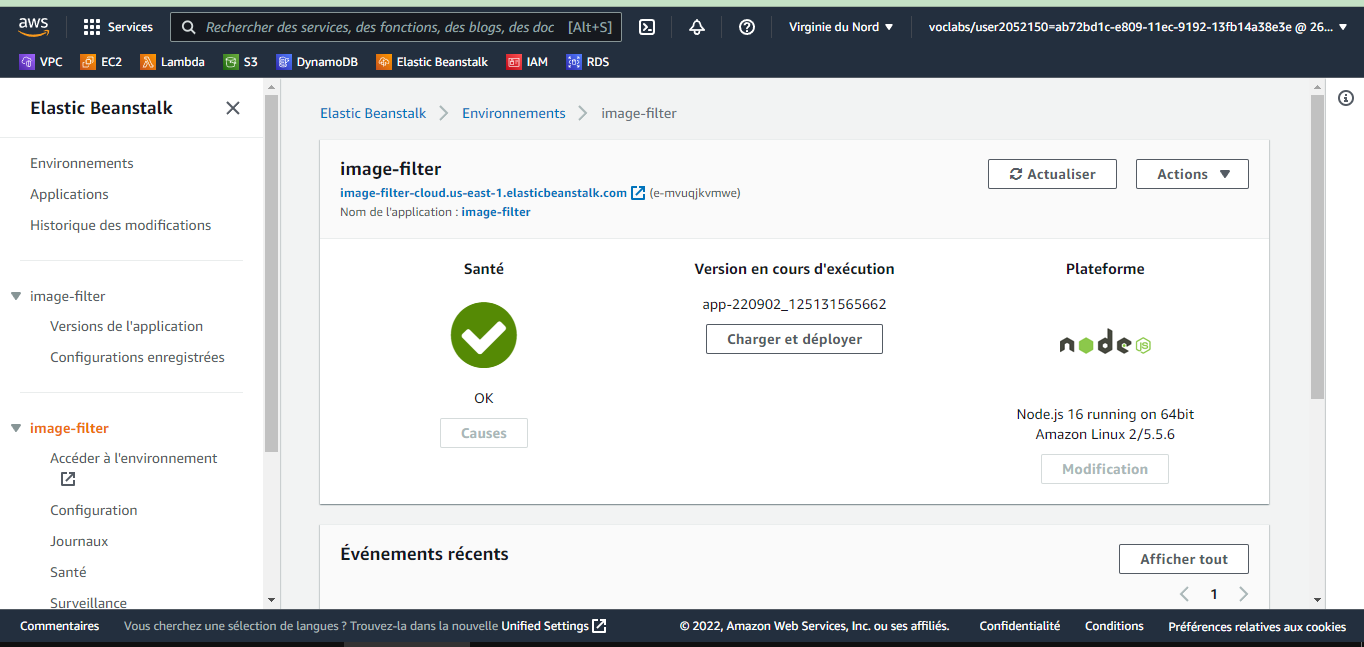 aws
Services
Rechercher des services, des fonctions, des blogs, des doc [Alt+S]
Virginie du Nord
voclabs/user2052150=ab72bd1c-e809-11ec-9192-13fb14a38e3e @ 26...
VPC
EC2
Lambda
S3
DynamoDB
Elastic Beanstalk
IAM
RDS
Elastic Beanstalk
Environnements
Applications
Historique des modifications
image-filter
Versions de l'application
Configurations enregistrées
image-filter
Accéder à l'environnement
Configuration
Journaux
Santé
Surveillance
Elastic Beanstalk
Environnements
image-filter
image-filter
image-filter-cloud.us-east-1.elasticbeanstalk.com (e-mvuqjkvmwe)
Nom de l'application : image-filter
Actualiser
Actions
Santé
OK
Causes
Version en cours d'exécution
app-220902_125131565662
Charger et déployer
Plateforme
node JS
Node.js 16 running on 64bit
Amazon Linux 2/5.5.6
Modification
Événements récents
Afficher tout
1
Commentaires
Vous cherchez une sélection de langues ? Trouvez-la dans la nouvelle Unified Settings
© 2022, Amazon Web Services, Inc. ou ses affiliés.
Confidentialité
Conditions
Préférences relatives aux cookies